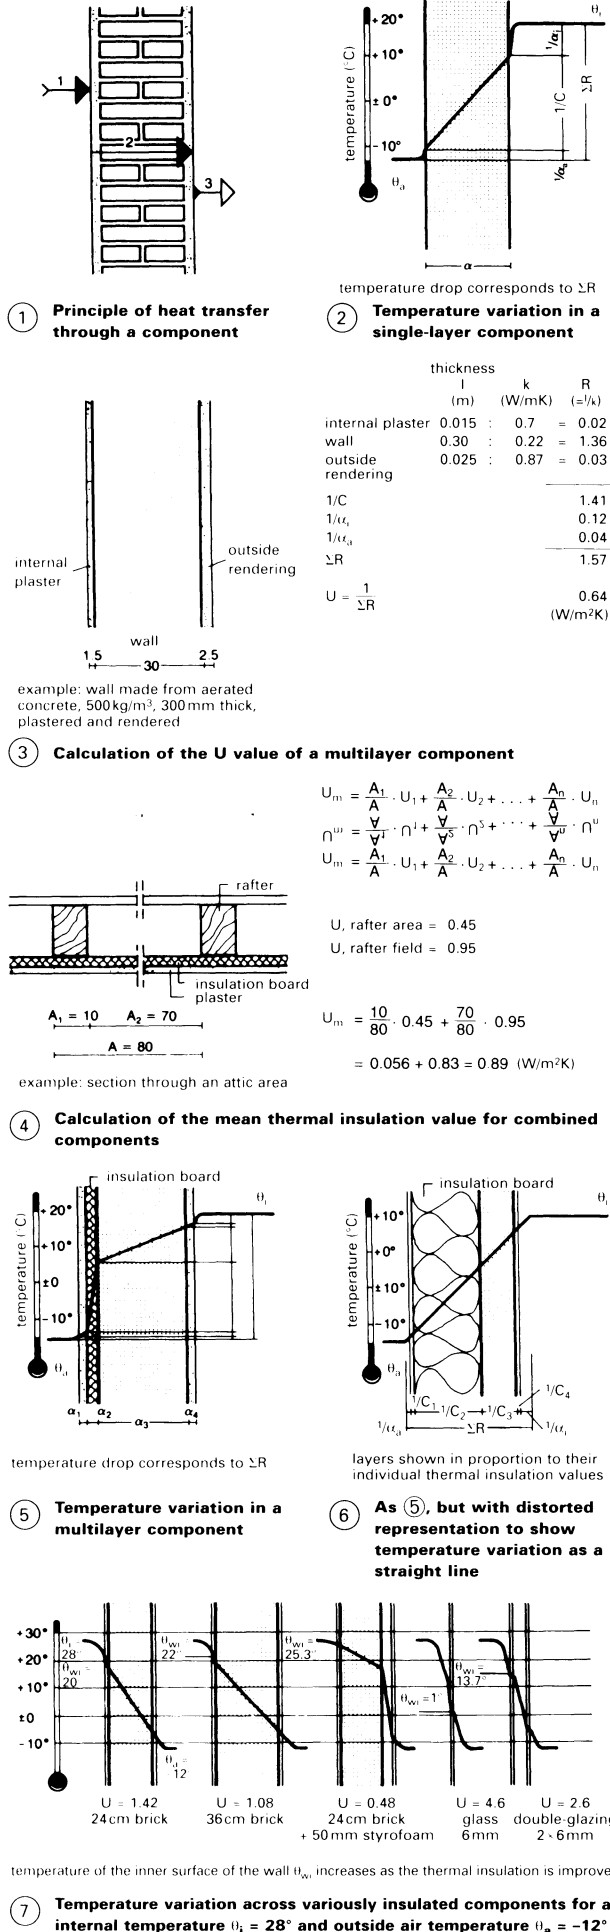 1
2
3
+20°
+10°
±0°
-10°
temperature (°C)
θi
θa
1/αi
1/C
ΣR
1/αa
α
temperature drop corresponds to ΣR
1 Principle of heat transfer
through a component
2 Temperature variation in a
single-layer component
thickness
l k R
(m) (W/mK) (=l/k)
internal plaster 0.015 : 0.7 = 0.02
wall 0.30 : 0.22 = 1.36
outside 0.025 : 0.87 = 0.03
rendering
1/C 1.41
1/αi 0.12
1/αa 0.04
ΣR 1.57
U = 1/ΣR 0.64
(W/m²K)
internal
plaster
outside
rendering
wall
1.5 30 2.5
example: wall made from aerated
concrete, 500 kg/m³, 300 mm thick,
plastered and rendered
3 Calculation of the U value of a multilayer component
Um = A1/A · U1 + A2/A · U2 + . . . + An/A · Un
Um = A1/A · U1 + A2/A · U2 + . . . + An/A · Un
rafter
insulation board
plaster
A1 = 10 A2 = 70
A = 80
U, rafter area = 0.45
U, rafter field = 0.95
Um = 10/80 · 0.45 + 70/80 · 0.95
= 0.056 + 0.83 = 0.89 (W/m²K)
example: section through an attic area
4 Calculation of the mean thermal insulation value for combined
components
insulation board
+20°
+10°
±0
-10°
temperature (°C)
θi
θa
α1 α2 α3 α4
temperature drop corresponds to ΣR
insulation board
+10°
+0°
±10°
-10°
temperature (°C)
θi
θa
1/αa 1/C1 1/C2 1/C3 1/C4 1/αi
ΣR
layers shown in proportion to their
individual thermal insulation values
5 Temperature variation in a
multilayer component
6 As 5, but with distorted
representation to show
temperature variation as a
straight line
+30°
+20°
+10°
±0
-10°
θi =
28°
θwi =
20
θa =
12
θwi =
22
θwi =
25.3°
θwi = 1°
θwi =
13.7°
U = 1.42
24 cm brick
U = 1.08
36 cm brick
U = 0.48
24 cm brick
+ 50 mm styrofoam
U = 4.6
glass
6 mm
U = 2.6
double-glazing
2 × 6 mm
temperature of the inner surface of the wall θwi increases as the thermal insulation is improve
7 Temperature variation across variously insulated components for a
internal temperature θi = 28° and outside air temperature θa = –12°